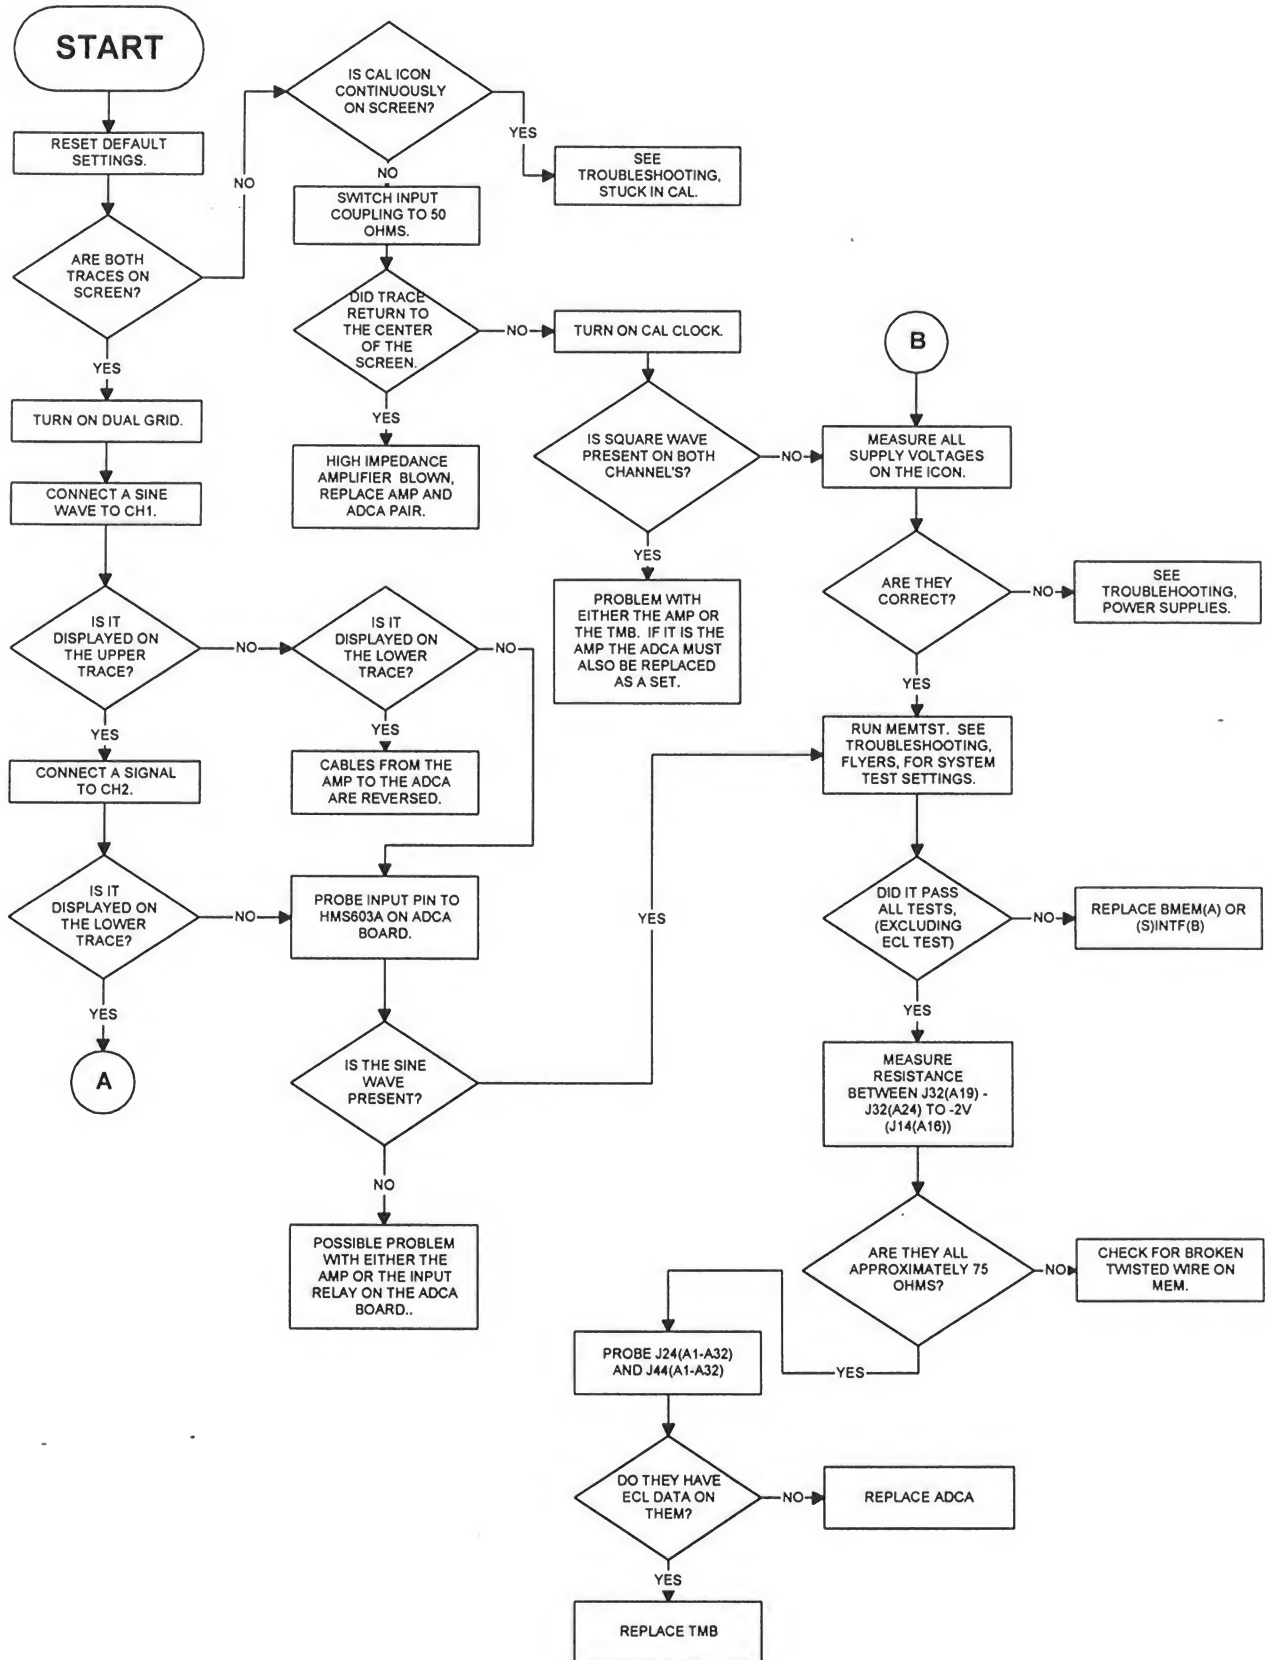 START
RESET DEFAULT
SETTINGS.
ARE BOTH
TRACES ON
SCREEN?
NO
YES
TURN ON DUAL GRID.
CONNECT A SINE
WAVE TO CH1.
IS IT
DISPLAYED ON
THE UPPER
TRACE?
NO
YES
CONNECT A SIGNAL
TO CH2.
IS IT
DISPLAYED ON
THE LOWER
TRACE?
NO
YES
A
IS CAL ICON
CONTINUOUSLY
ON SCREEN?
YES
SEE
TROUBLESHOOTING,
STUCK IN CAL.
NO
SWITCH INPUT
COUPLING TO 50
OHMS.
DID TRACE
RETURN TO
THE CENTER
OF THE
SCREEN.
NO
YES
HIGH IMPEDANCE
AMPLIFIER BLOWN,
REPLACE AMP AND
ADCA PAIR.
TURN ON CAL CLOCK.
IS SQUARE WAVE
PRESENT ON BOTH
CHANNEL'S?
NO
YES
PROBLEM WITH
EITHER THE AMP OR
THE TMB. IF IT IS THE
AMP THE ADCA MUST
ALSO BE REPLACED
AS A SET.
IS IT
DISPLAYED ON
THE LOWER
TRACE?
NO
YES
CABLES FROM THE
AMP TO THE ADCA
ARE REVERSED.
PROBE INPUT PIN TO
HMS603A ON ADCA
BOARD.
IS THE SINE
WAVE
PRESENT?
YES
NO
POSSIBLE PROBLEM
WITH EITHER THE
AMP OR THE INPUT
RELAY ON THE ADCA
BOARD..
B
MEASURE ALL
SUPPLY VOLTAGES
ON THE ICON.
ARE THEY
CORRECT?
NO
SEE
TROUBLEHOOTING,
POWER SUPPLIES.
YES
RUN MEMTST. SEE
TROUBLESHOOTING,
FLYERS, FOR SYSTEM
TEST SETTINGS.
DID IT PASS
ALL TESTS,
(EXCLUDING
ECL TEST)
NO
REPLACE BMEM(A) OR
(S)INTF(B)
YES
MEASURE
RESISTANCE
BETWEEN J32(A19) -
J32(A24) TO -2V
(J14(A16))
ARE THEY ALL
APPROXIMATELY 75
OHMS?
NO
CHECK FOR BROKEN
TWISTED WIRE ON
MEM.
YES
PROBE J24(A1-A32)
AND J44(A1-A32)
DO THEY HAVE
ECL DATA ON
THEM?
NO
REPLACE ADCA
YES
REPLACE TMB